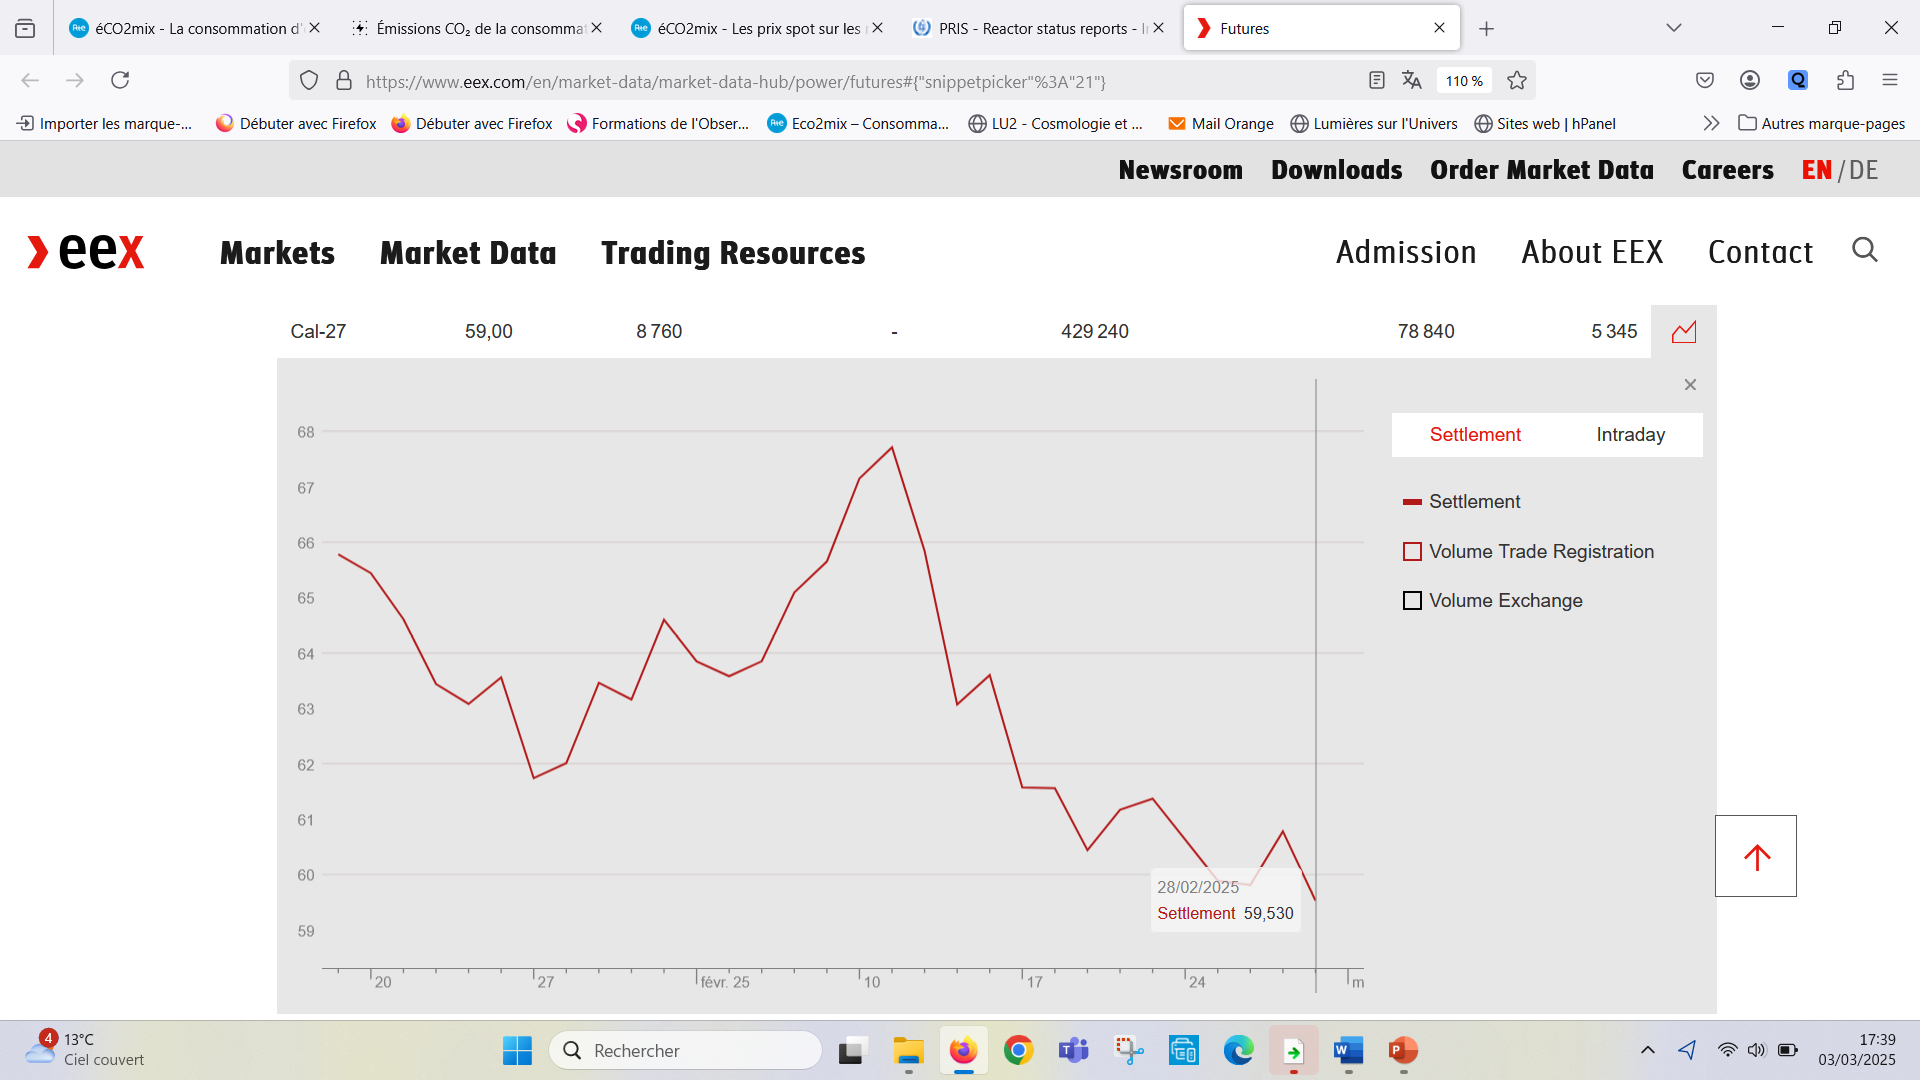 éCO2mix - La consommation d'
Émissions CO₂ de la consommat
éCO2mix - Les prix spot sur les
PRIS - Reactor status reports - I
Futures
https://www.eex.com/en/market-data/market-data-hub/power/futures#{"snippetpicker"%3A"21"}
110 %
Importer les marque-...
Débuter avec Firefox
Débuter avec Firefox
Formations de l'Obser...
Eco2mix – Consomma...
LU2 - Cosmologie et ...
Mail Orange
Lumières sur l'Univers
Sites web | hPanel
Autres marque-pages
Newsroom Downloads Order Market Data Careers EN / DE
eex Markets Market Data Trading Resources Admission About EEX Contact
Cal-27 59,00 8 760 - 429 240 78 840 5 345
Settlement Intraday
Settlement
Volume Trade Registration
Volume Exchange
68
67
66
65
64
63
62
61
60
59
28/02/2025
Settlement 59,530
20 27 févr. 25 10 17 24 m
4
13°C
Ciel couvert
Rechercher
17:39
03/03/2025